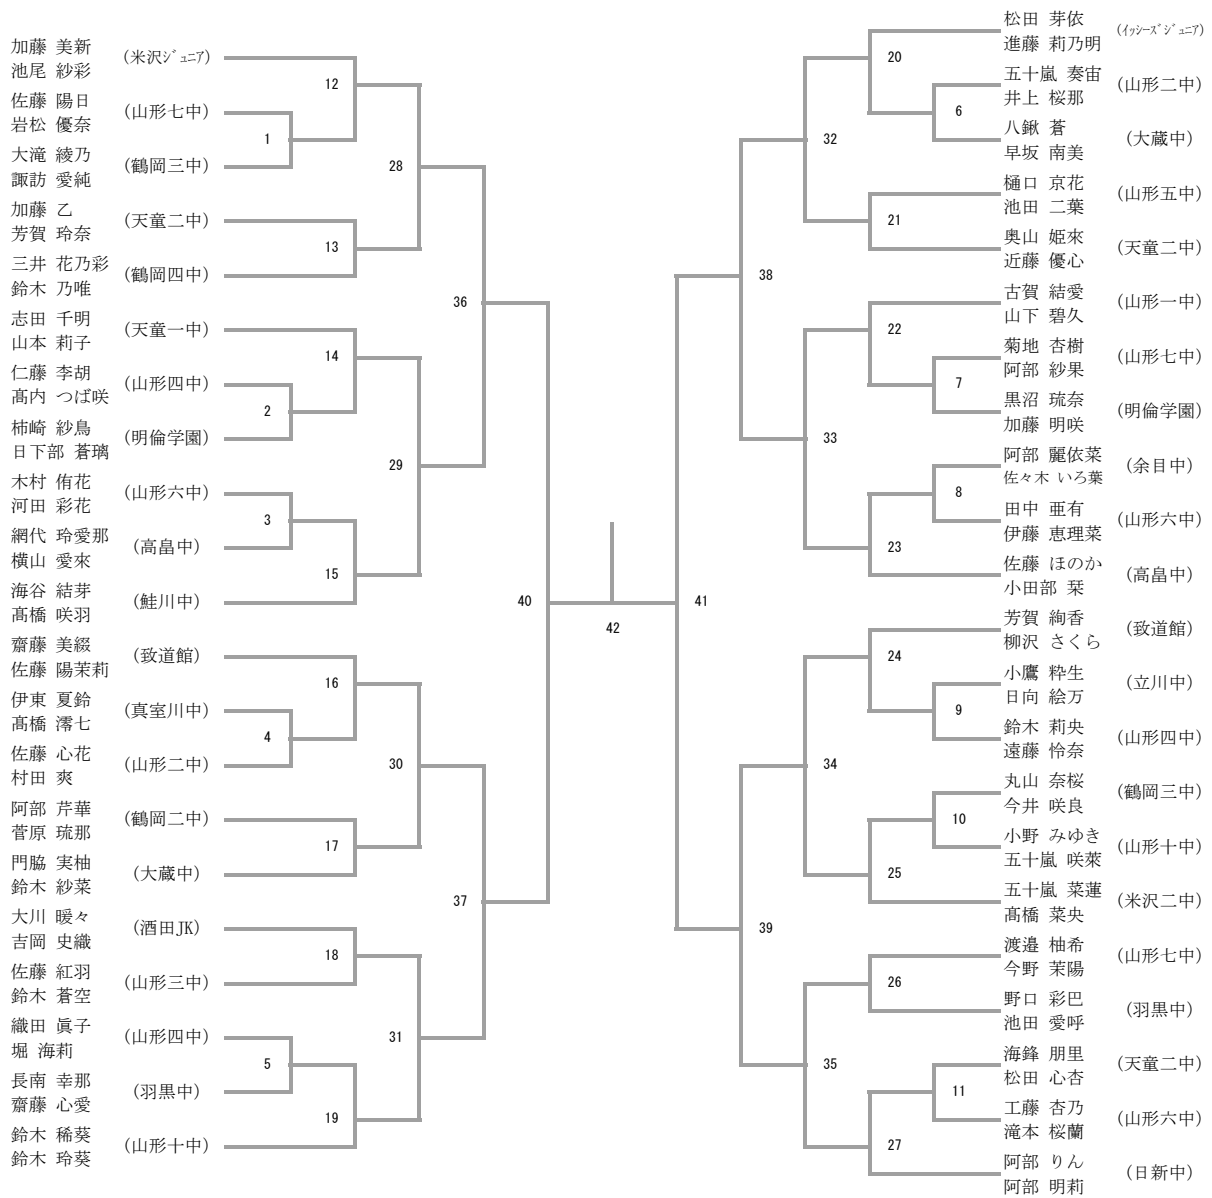 加藤 美新
池尾 紗彩
(米沢ジュニア)
佐藤 陽日
岩松 優奈
(山形七中)
大滝 綾乃
諏訪 愛純
(鶴岡三中)
加藤 乙
芳賀 玲奈
(天童二中)
三井 花乃彩
鈴木 乃唯
(鶴岡四中)
志田 千明
山本 莉子
(天童一中)
仁藤 李胡
髙内 つば咲
(山形四中)
柿崎 紗鳥
日下部 蒼璃
(明倫学園)
木村 侑花
河田 彩花
(山形六中)
網代 玲愛那
横山 愛來
(高畠中)
海谷 結芽
髙橋 咲羽
(鮭川中)
齋藤 美綴
佐藤 陽茉莉
(致道館)
伊東 夏鈴
髙橋 澪七
(真室川中)
佐藤 心花
村田 爽
(山形二中)
阿部 芹華
菅原 琉那
(鶴岡二中)
門脇 実柚
鈴木 紗菜
(大蔵中)
大川 暖々
吉岡 史織
(酒田JK)
佐藤 紅羽
鈴木 蒼空
(山形三中)
織田 眞子
堀 海莉
(山形四中)
長南 幸那
齋藤 心愛
(羽黒中)
鈴木 稀葵
鈴木 玲葵
(山形十中)
1
2
3
4
5
12
13
14
15
16
17
18
19
28
29
30
31
36
37
40
42
41
38
39
32
33
34
35
20
21
22
23
24
25
26
27
6
7
8
9
10
11
松田 芽依
進藤 莉乃明
(イッシーズジュニア)
五十嵐 奏宙
井上 桜那
(山形二中)
八鍬 蒼
早坂 南美
(大蔵中)
樋口 京花
池田 二葉
(山形五中)
奥山 姫來
近藤 優心
(天童二中)
古賀 結愛
山下 碧久
(山形一中)
菊地 杏樹
阿部 紗果
(山形七中)
黒沼 琉奈
加藤 明咲
(明倫学園)
阿部 麗依菜
佐々木 いろ葉
(余目中)
田中 亜有
伊藤 恵理菜
(山形六中)
佐藤 ほのか
小田部 栞
(高畠中)
芳賀 絢香
柳沢 さくら
(致道館)
小鷹 粋生
日向 絵万
(立川中)
鈴木 莉央
遠藤 怜奈
(山形四中)
丸山 奈桜
今井 咲良
(鶴岡三中)
小野 みゆき
五十嵐 咲萊
(山形十中)
五十嵐 菜蓮
髙橋 菜央
(米沢二中)
渡邉 柚希
今野 茉陽
(山形七中)
野口 彩巴
池田 愛呼
(羽黒中)
海鋒 朋里
松田 心杏
(天童二中)
工藤 杏乃
滝本 桜蘭
(山形六中)
阿部 りん
阿部 明莉
(日新中)